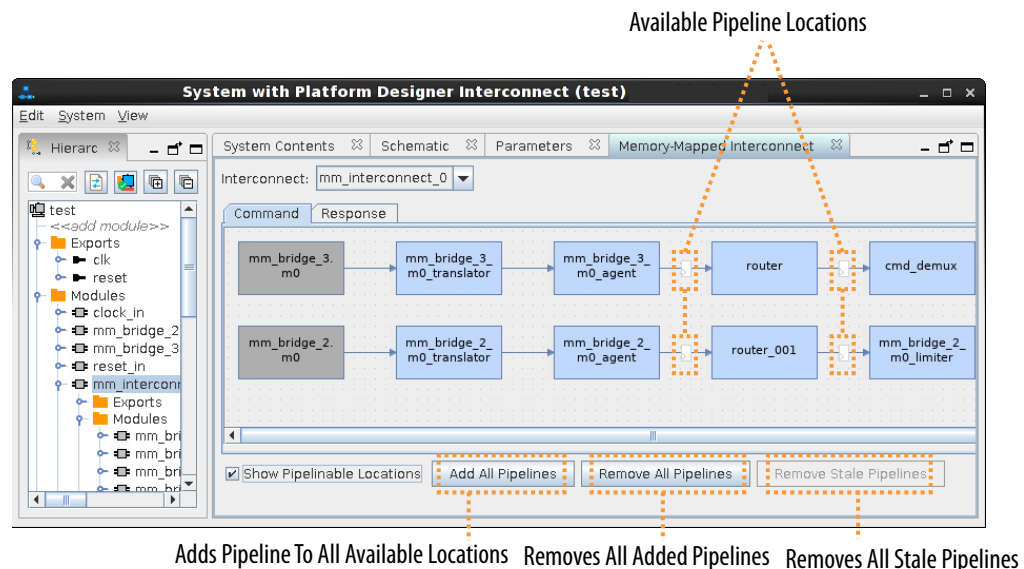 Available Pipeline Locations
System with Platform Designer Interconnect (test)
Edit System View
Hierarc
System Contents Schematic Parameters Memory-Mapped Interconnect
Interconnect: mm_interconnect_0
Command Response
test
<<add module>>
Exports
clk
reset
Modules
clock_in
mm_bridge_2
mm_bridge_3
reset_in
mm_interconn
Exports
Modules
mm_bri
mm_bri
mm_bri
mm_bri
mm_bridge_3.
m0
mm_bridge_3_
m0_translator
mm_bridge_3_
m0_agent
router
cmd_demux
mm_bridge_2.
m0
mm_bridge_2_
m0_translator
mm_bridge_2_
m0_agent
router_001
mm_bridge_2_
m0_limiter
Show Pipelinable Locations Add All Pipelines Remove All Pipelines Remove Stale Pipelines
Adds Pipeline To All Available Locations Removes All Added Pipelines Removes All Stale Pipelines